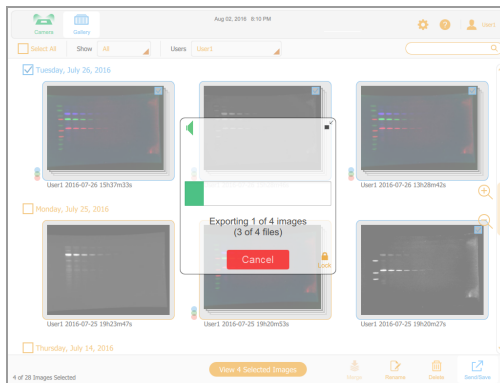 Aug 02, 2016 8:10 PM
Camera
Gallery
User1
Select All
Show
All
Users
User1
Tuesday, July 26, 2016
User1 2016-07-26 15h37m33s
User1 2016-07-26 13h28m42s
Exporting 1 of 4 images
(3 of 4 files)
Cancel
Lock
Monday, July 25, 2016
User1 2016-07-25 19h23m47s
User1 2016-07-25 19h20m53s
User1 2016-07-25 19h20m27s
Thursday, July 14, 2016
4 of 28 Images Selected
View 4 Selected Images
Merge
Rename
Delete
Send/Save